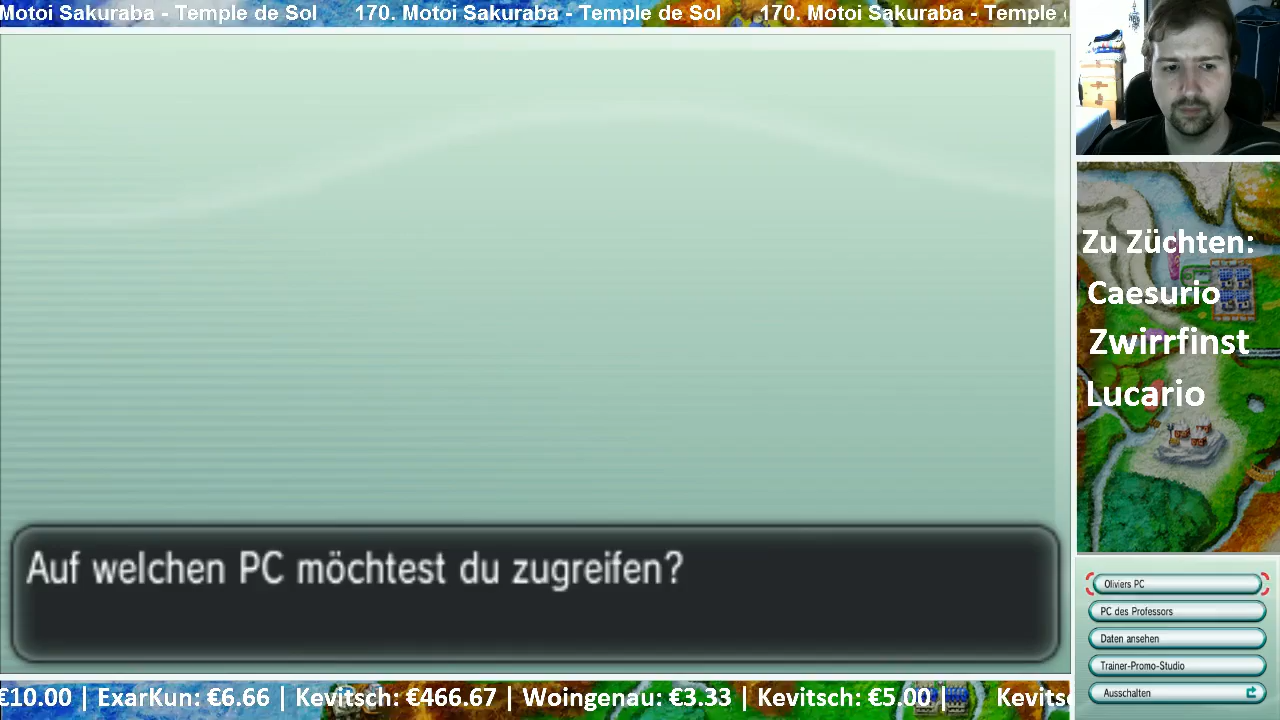 Motoi Sakuraba - Temple de Sol 170. Motoi Sakuraba - Temple de Sol 170. Motoi Sakuraba - Temple
Zu Züchten:
Caesurio
Zwirrfinst
Lucario
Auf welchen PC möchtest du zugreifen?
Oliviers PC
PC des Professors
Daten ansehen
Trainer-Promo-Studio
Ausschalten
€10.00 | ExarKun: €6.66 | Kevitsch: €466.67 | Woingenau: €3.33 | Kevitsch: €5.00 | Kevitsc